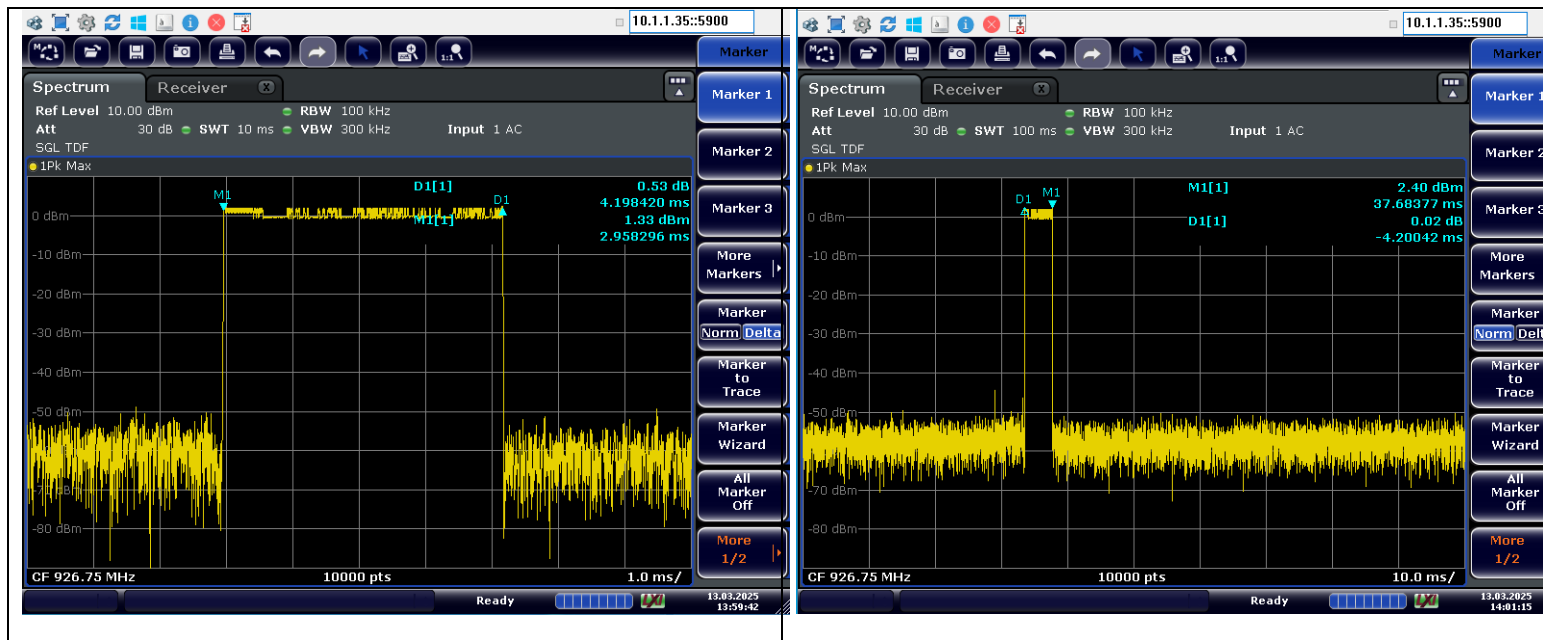 10.1.1.35::5900
Marker
Spectrum
Receiver
Ref Level 10.00 dBm
RBW 100 kHz
Att 30 dB SWT 10 ms VBW 300 kHz Input 1 AC
SGL TDF
1Pk Max
D1[1] 0.53 dB
4.198420 ms
M1[1] 1.33 dBm
2.958296 ms
M1
D1
0 dBm
-10 dBm
-20 dBm
-30 dBm
-40 dBm
-50 dBm
-80 dBm
CF 926.75 MHz 10000 pts 1.0 ms/
Marker 1
Marker 2
Marker 3
More
Markers
Marker
Norm Delta
Marker
to
Trace
Marker
Wizard
All
Marker
Off
More
1/2
Ready
LXI
13.03.2025
13:59:42
10.1.1.35::5900
Marker
Spectrum
Receiver
Ref Level 10.00 dBm
RBW 100 kHz
Att 30 dB SWT 100 ms VBW 300 kHz Input 1 AC
SGL TDF
1Pk Max
M1[1] 2.40 dBm
37.68377 ms
D1[1] 0.02 dB
-4.20042 ms
D1
M1
0 dBm
-10 dBm
-20 dBm
-30 dBm
-40 dBm
-50 dBm
-70 dBm
-80 dBm
CF 926.75 MHz 10000 pts 10.0 ms/
Marker 1
Marker 2
Marker 3
More
Markers
Marker
Norm Delt
Marker
to
Trace
Marker
Wizard
All
Marker
Off
More
1/2
Ready
LXI
13.03.2025
14:01:15